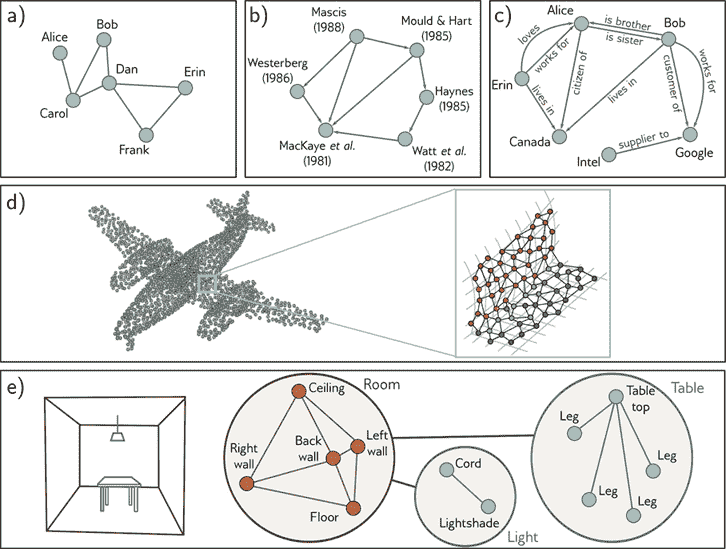 a)
Alice
Bob
Dan
Erin
Carol
Frank
b)
Mascis
(1988)
Mould & Hart
(1985)
Westerberg
(1986)
Haynes
(1985)
MacKaye et al.
(1981)
Watt et al.
(1982)
c)
Alice
Bob
is brother
is sister
loves
works for
Erin
lives in
citizen of
lives in
customer of
works for
Canada
Intel
supplier to
Google
d)
e)
Ceiling
Room
Right
wall
Back
wall
Left
wall
Floor
Cord
Lightshade
Light
Table
Table
top
Leg
Leg
Leg
Leg